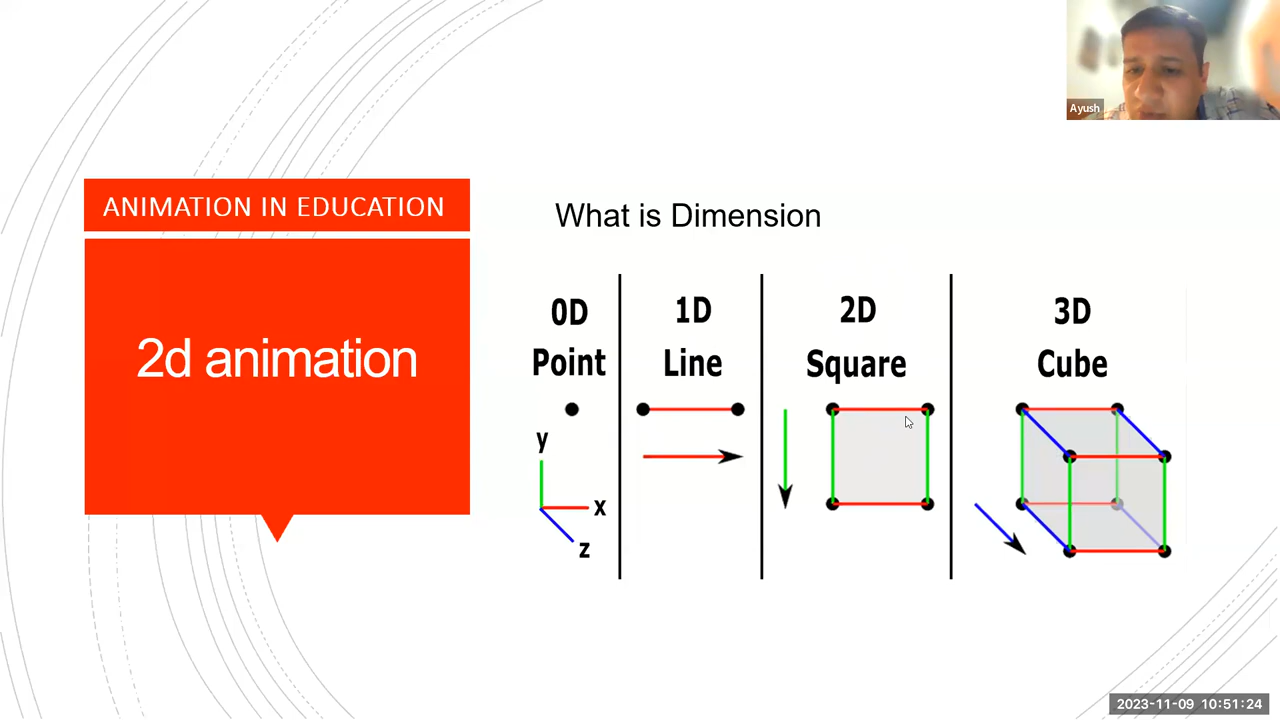 Ayush
ANIMATION IN EDUCATION
2d animation
What is Dimension
0D
Point
1D
Line
2D
Square
3D
Cube
y
x
z
2023-11-09 10:51:24